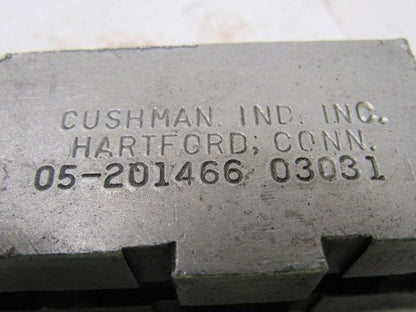 CUSHMAN IND. INC.
HARTFORD, CONN.
05-201466 03031